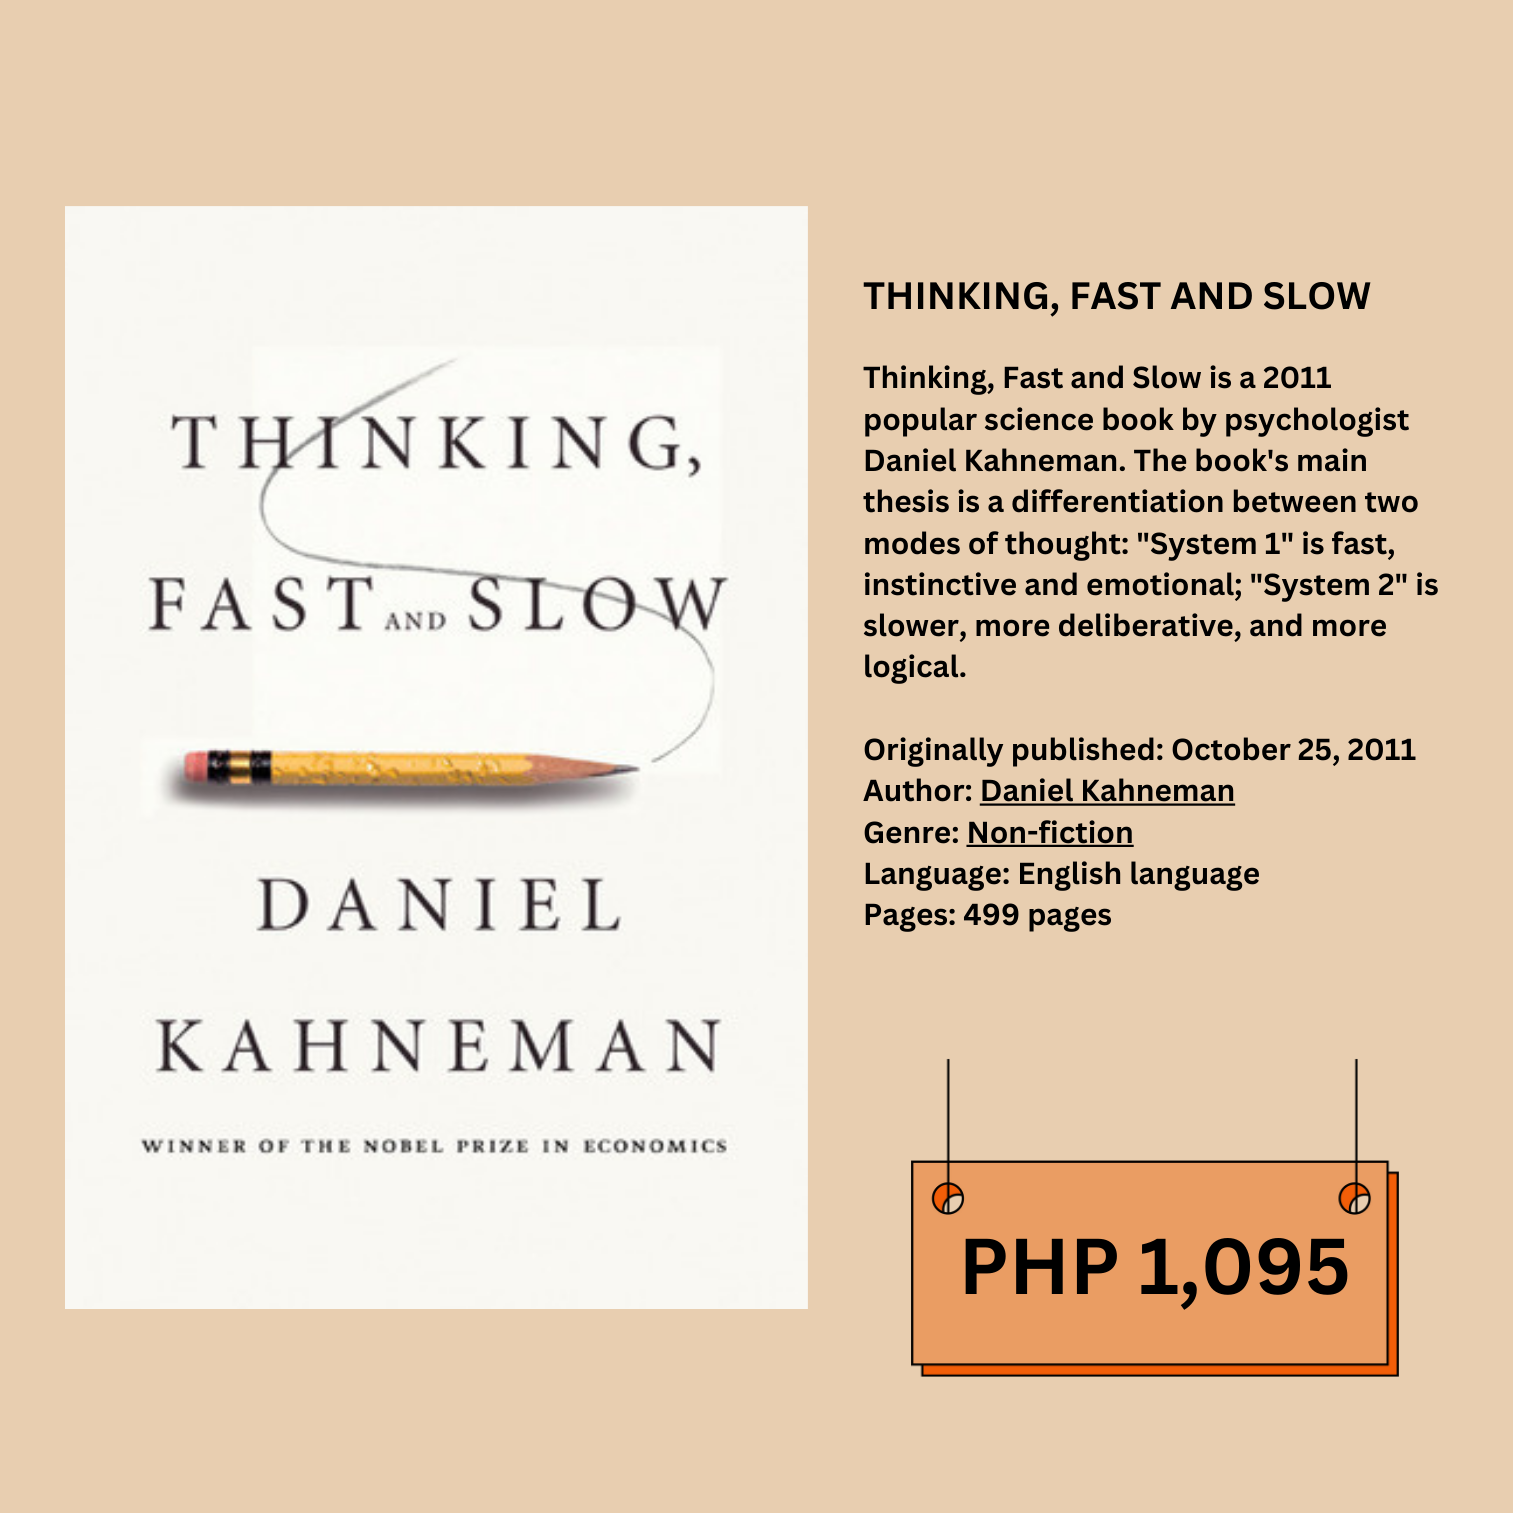 THINKING,
FAST AND SLOW
DANIEL
KAHNEMAN
WINNER OF THE NOBEL PRIZE IN ECONOMICS
THINKING, FAST AND SLOW
Thinking, Fast and Slow is a 2011
popular science book by psychologist
Daniel Kahneman. The book's main
thesis is a differentiation between two
modes of thought: "System 1" is fast,
instinctive and emotional; "System 2" is
slower, more deliberative, and more
logical.
Originally published: October 25, 2011
Author: Daniel Kahneman
Genre: Non-fiction
Language: English language
Pages: 499 pages
PHP 1,095